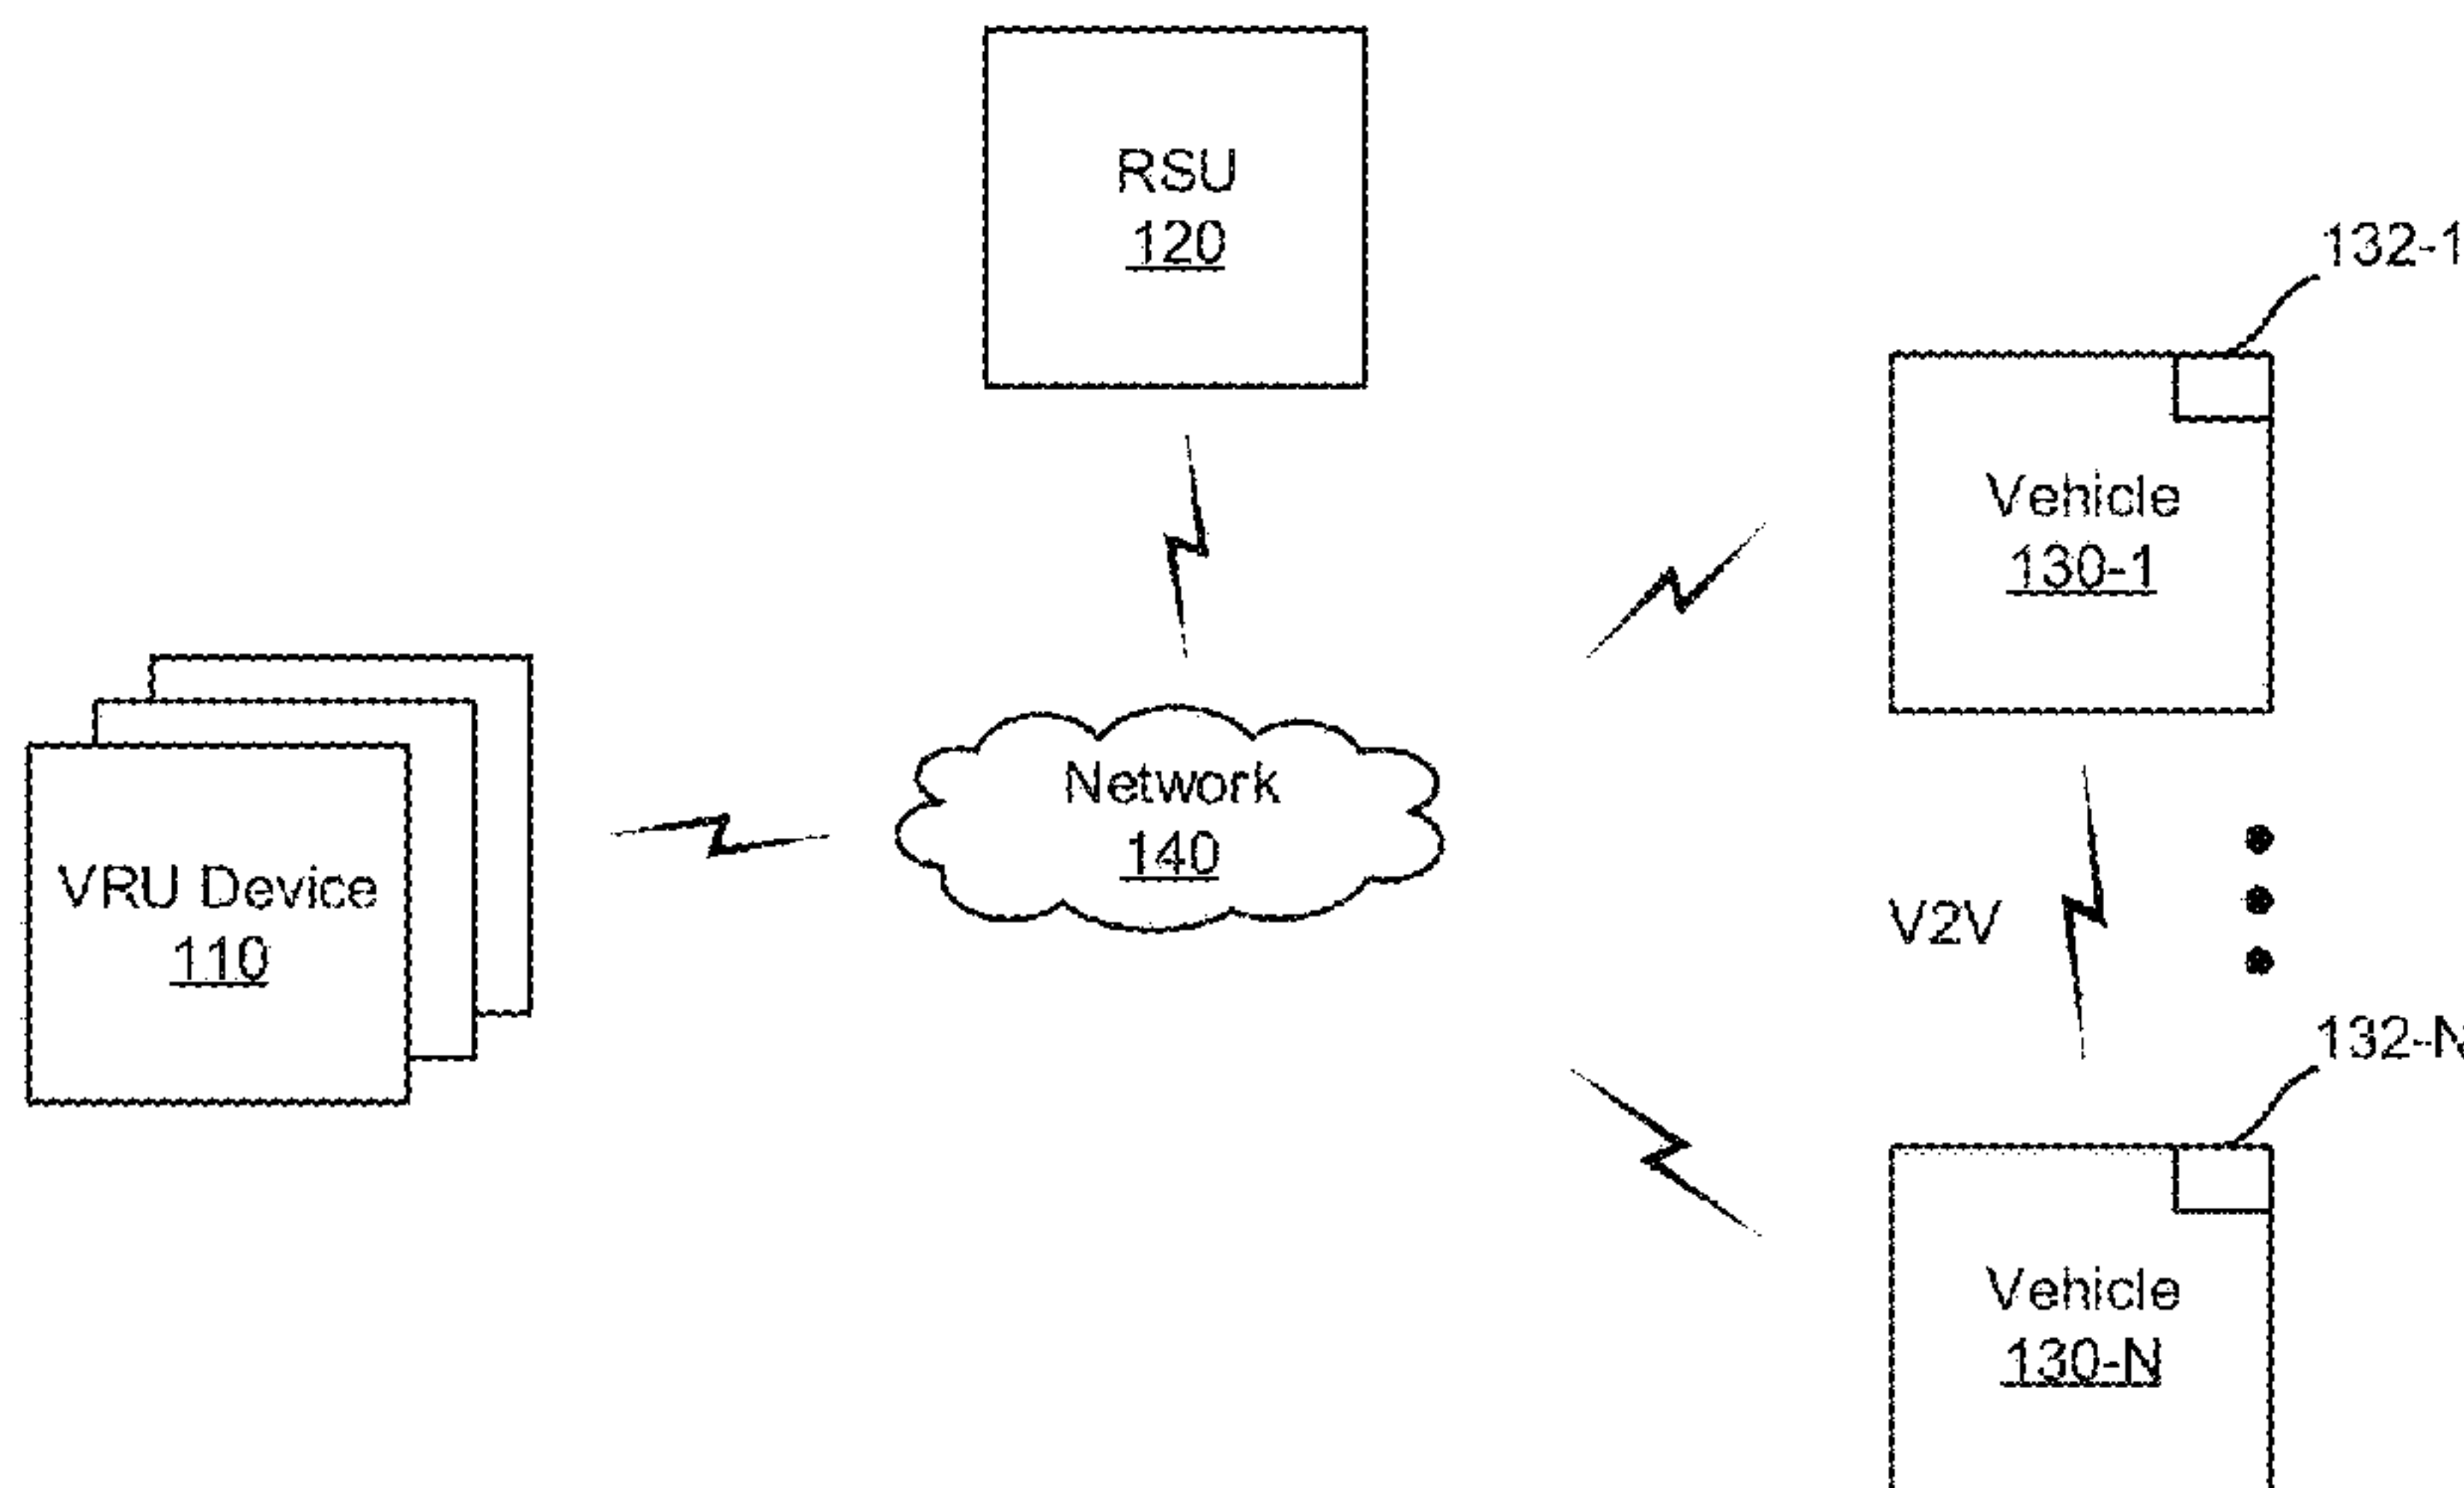 RSU
120
132-1
Vehicle
130-1
Network
140
VRU Device
110
V2V
132-N
Vehicle
130-N